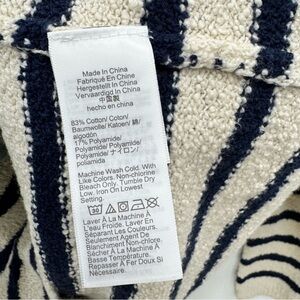 Made In China
Fabriqué En China
Hergestellt In China
Vervaardigd In China
中国製
hecho en china
83% Cotton/ Coton/
Baumwolle/ Katoen/ 綿/
algodón
17% Polyamide/
Polyamide/ Polyamid/
Polyamide/ ナイロン/
poliamida
Machine Wash Cold. With
Like Colors. Non-chlorine
Bleach Only. Tumble Dry
Low. Iron On Lowest
Setting.
Laver À La Machine À
L'eau Froide. Laver En
Séparant Les Couleurs.
Seulement Agent De
Blanchiment Non-chlore.
Séchage À La Machine À
Basse Température.
Repasser À Fer Doux Si
Nécessaire.